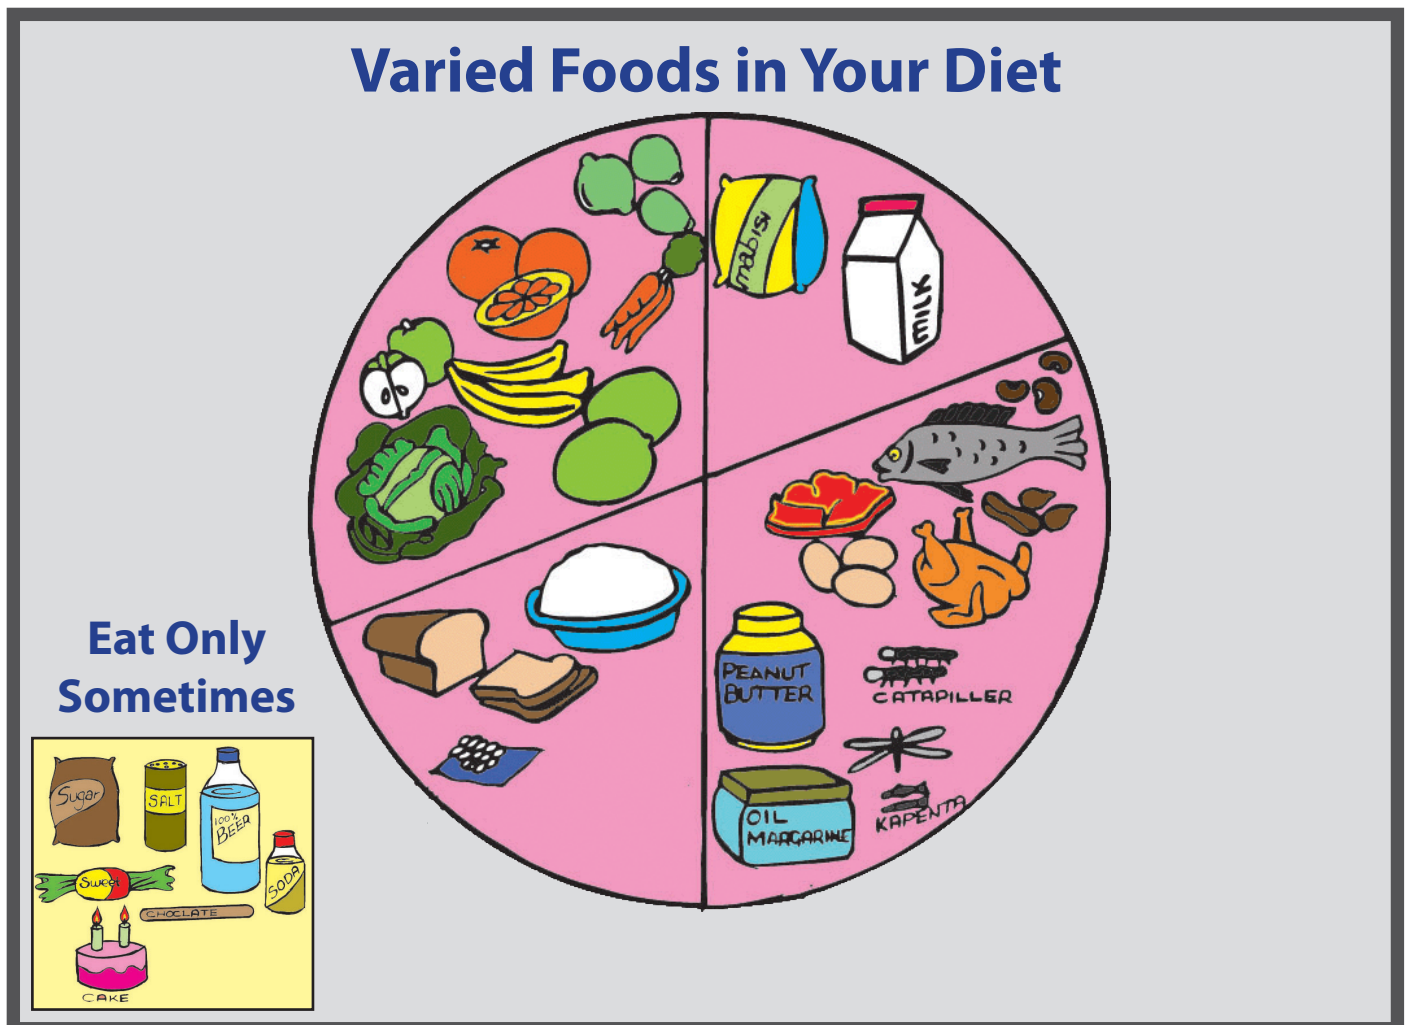 Varied Foods in Your Diet
mabisi
MILK
PEANUT
BUTTER
CATAPILLER
OIL
MARGARINE
KAPENTA
Eat Only
Sometimes
Sugar
SALT
100%
BEER
Sweet
SODA
CHOCLATE
CAKE